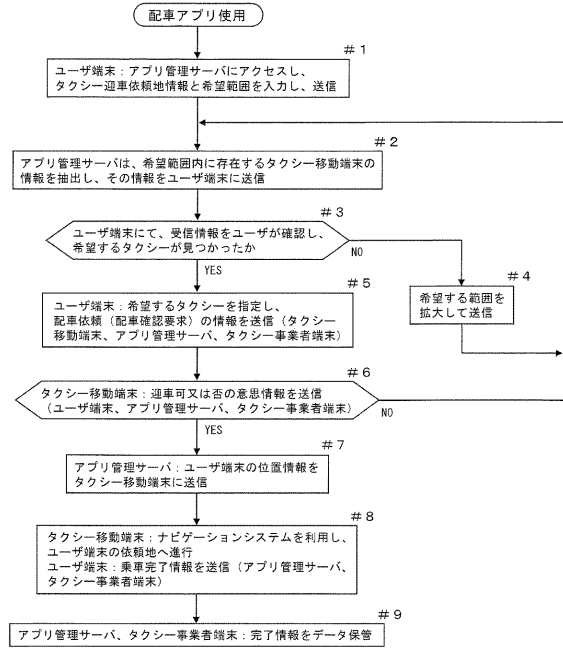 配車アプリ使用
#1
ユーザ端末：アプリ管理サーバにアクセスし、
タクシー迎車依頼地情報と希望範囲を入力し、送信
#2
アプリ管理サーバは、希望範囲内に存在するタクシー移動端末の
情報を抽出し、その情報をユーザ端末に送信
#3
ユーザ端末にて、受信情報をユーザが確認し、
希望するタクシーが見つかったか
NO
YES
#4
希望する範囲を
拡大して送信
#5
ユーザ端末：希望するタクシーを指定し、
配車依頼（配車確認要求）の情報を送信（タクシー
移動端末、アプリ管理サーバ、タクシー事業者端末）
#6
タクシー移動端末：迎車可又は否の意思情報を送信
（ユーザ端末、アプリ管理サーバ、タクシー事業者端末）
NO
YES
#7
アプリ管理サーバ：ユーザ端末の位置情報を
タクシー移動端末に送信
#8
タクシー移動端末：ナビゲーションシステムを利用し、
ユーザ端末の依頼地へ進行
ユーザ端末：乗車完了情報を送信（アプリ管理サーバ、
タクシー事業者端末）
#9
アプリ管理サーバ、タクシー事業者端末：完了情報をデータ保管